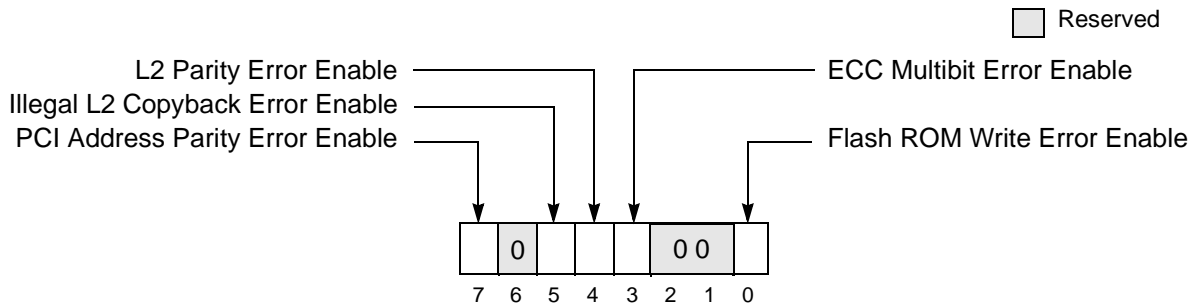 Reserved
L2 Parity Error Enable
ECC Multibit Error Enable
Illegal L2 Copyback Error Enable
PCI Address Parity Error Enable
Flash ROM Write Error Enable
0
0 0
7 6 5 4 3 2 1 0